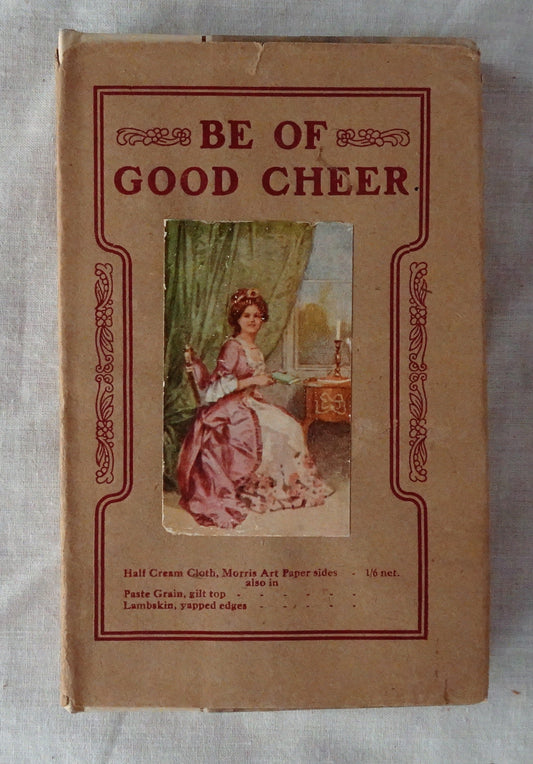 BE OF
GOOD CHEER
Half Cream Cloth, Morris Art Paper sides - 1/6 net.
also in
Paste Grain, gilt top - - - - -
Lambskin, yapped edges - - - - -